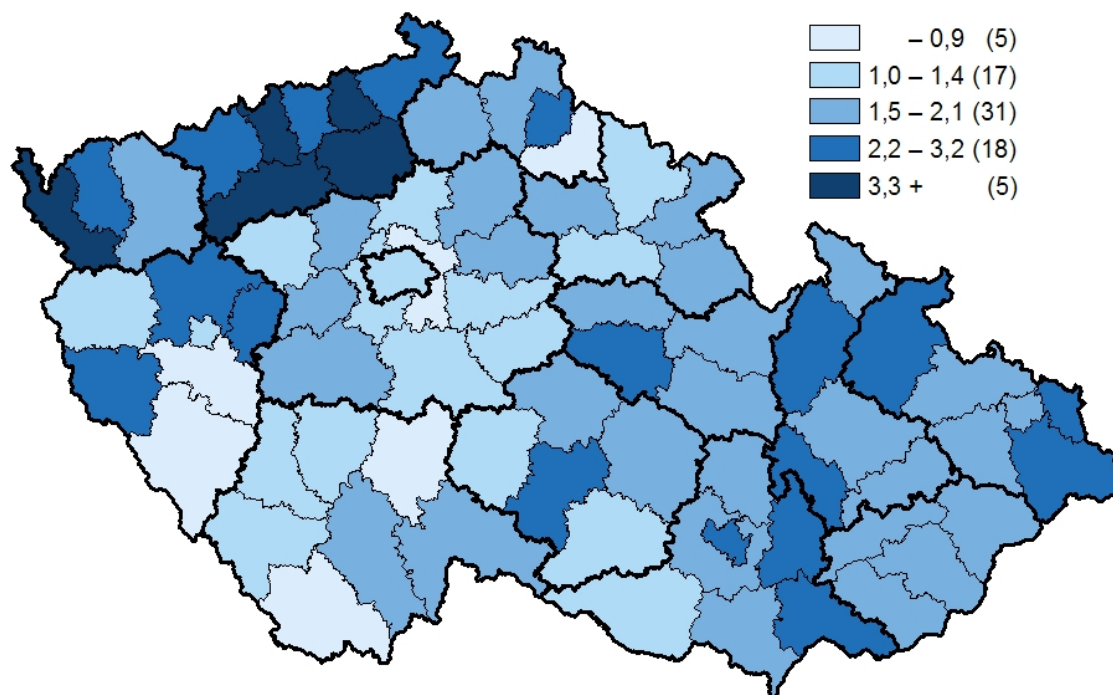 – 0,9 (5)
1,0 – 1,4 (17)
1,5 – 2,1 (31)
2,2 – 3,2 (18)
3,3 + (5)